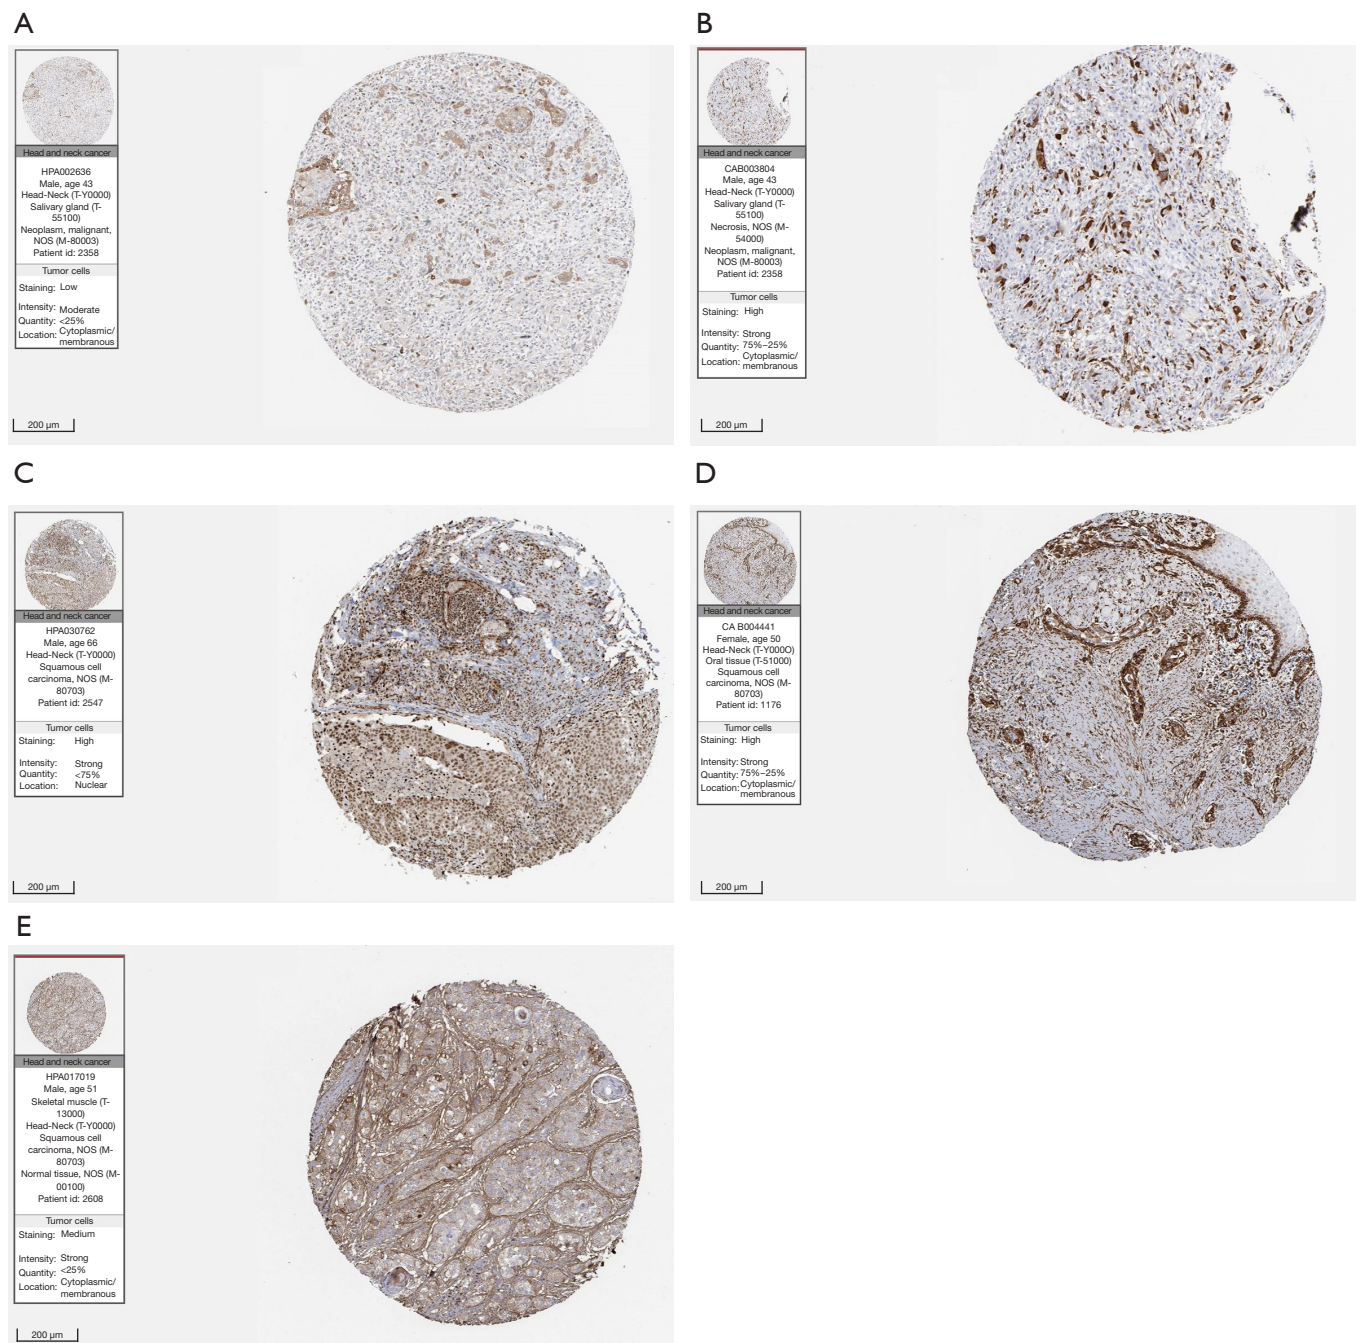 A
Head and neck cancer
HPA002636
Male, age 43
Head-Neck (T-Y0000)
Salivary gland (T-
55100)
Neoplasm, malignant,
NOS (M-80003)
Patient id: 2358
Tumor cells
Staining: Low
Intensity: Moderate
Quantity: <25%
Location: Cytoplasmic/
membranous
200 µm
B
Head and neck cancer
CAB003804
Male, age 43
Head-Neck (T-Y0000)
Salivary gland (T-
55100)
Necrosis, NOS (M-
54000)
Neoplasm, malignant,
NOS (M-80003)
Patient id: 2358
Tumor cells
Staining: High
Intensity: Strong
Quantity: 75%–25%
Location: Cytoplasmic/
membranous
200 µm
C
Head and neck cancer
HPA030762
Male, age 66
Head-Neck (T-Y0000)
Squamous cell
carcinoma, NOS (M-
80703)
Patient id: 2547
Tumor cells
Staining: High
Intensity: Strong
Quantity: <75%
Location: Nuclear
200 µm
D
Head and neck cancer
CA B004441
Female, age 50
Head-Neck (T-Y000O)
Oral tissue (T-51000)
Squamous cell
carcinoma, NOS (M-
80703)
Patient id: 1176
Tumor cells
Staining: High
Intensity: Strong
Quantity: 75%–25%
Location: Cytoplasmic/
membranous
200 µm
E
Head and neck cancer
HPA017019
Male, age 51
Skeletal muscle (T-
13000)
Head-Neck (T-Y0000)
Squamous cell
carcinoma, NOS (M-
80703)
Normal tissue, NOS (M-
00100)
Patient id: 2608
Tumor cells
Staining: Medium
Intensity: Strong
Quantity: <25%
Location: Cytoplasmic/
membranous
200 µm